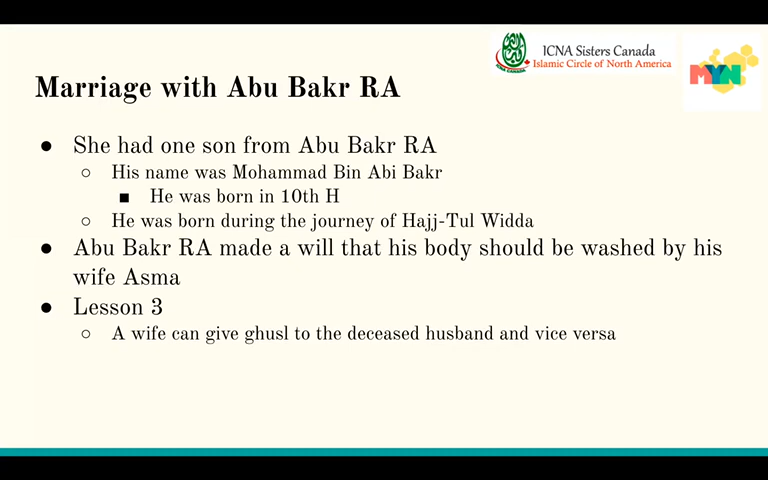 ICNA Sisters Canada
Islamic Circle of North America
ICNA CANADA
MYN
Marriage with Abu Bakr RA
● She had one son from Abu Bakr RA
○ His name was Mohammad Bin Abi Bakr
■ He was born in 10th H
○ He was born during the journey of Hajj-Tul Widda
● Abu Bakr RA made a will that his body should be washed by his
wife Asma
● Lesson 3
○ A wife can give ghusl to the deceased husband and vice versa